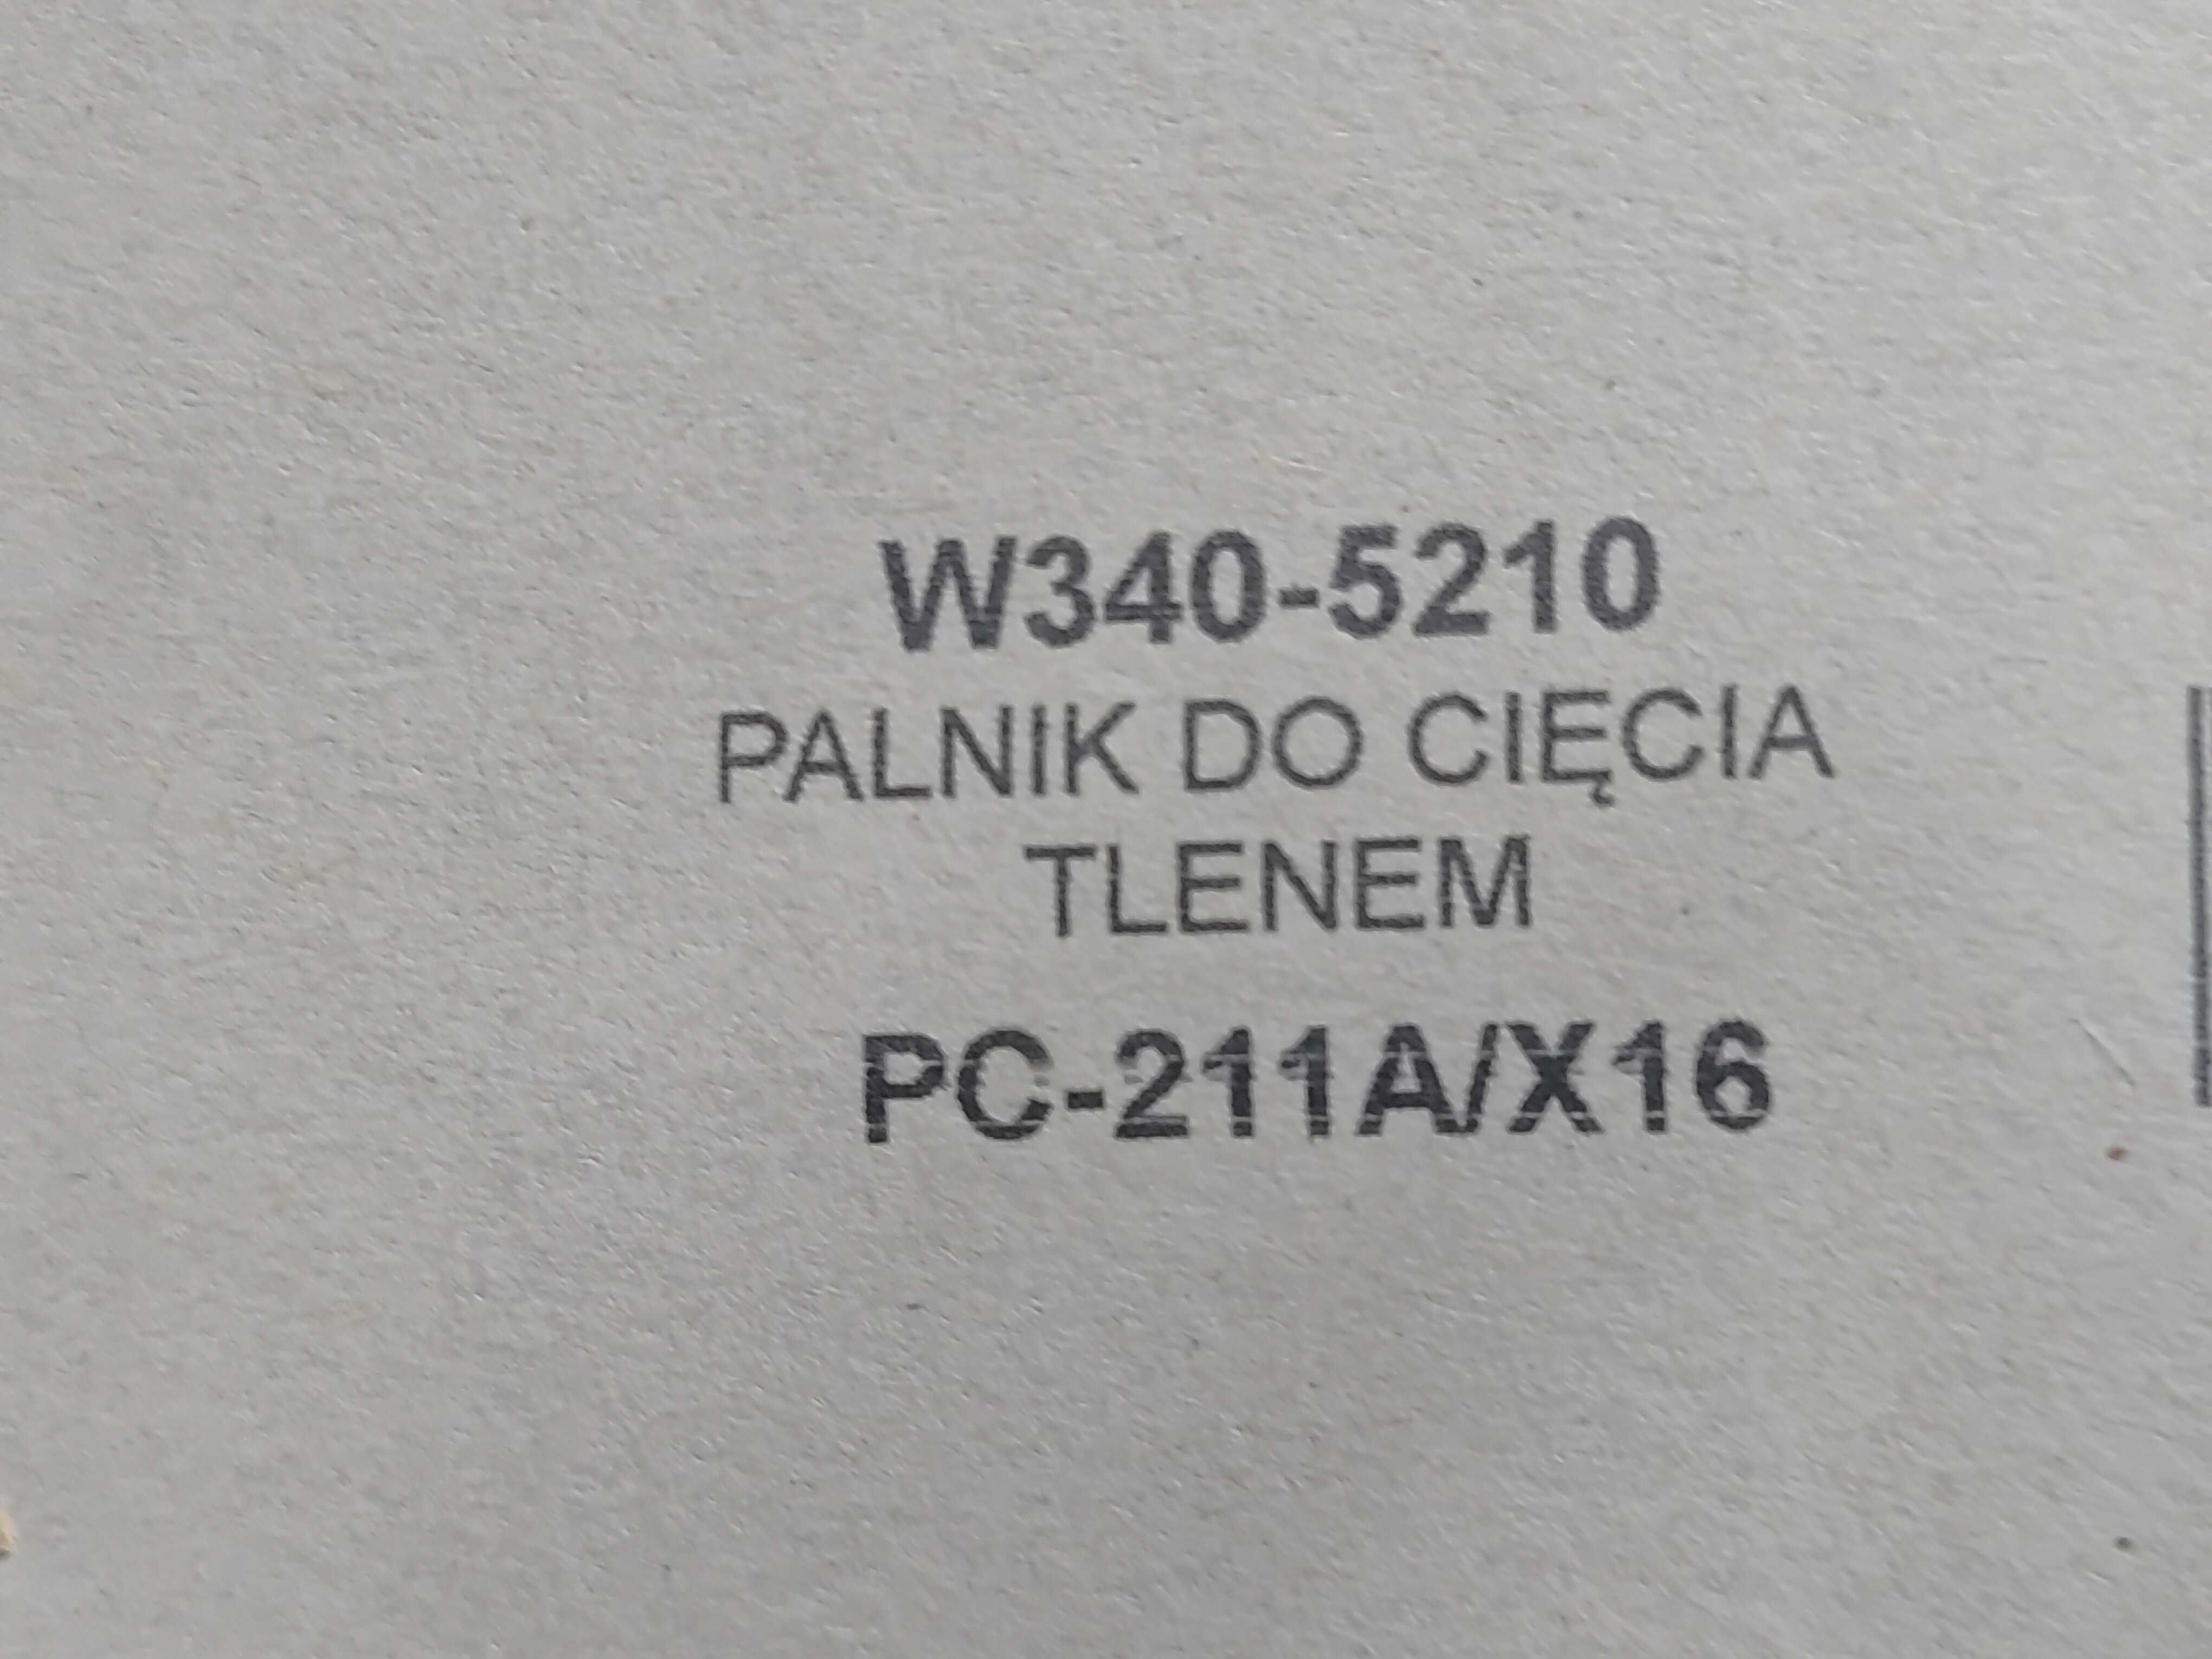 W340-5210
PALNIK DO CIĘCIA
TLENEM
PC-211A/X16